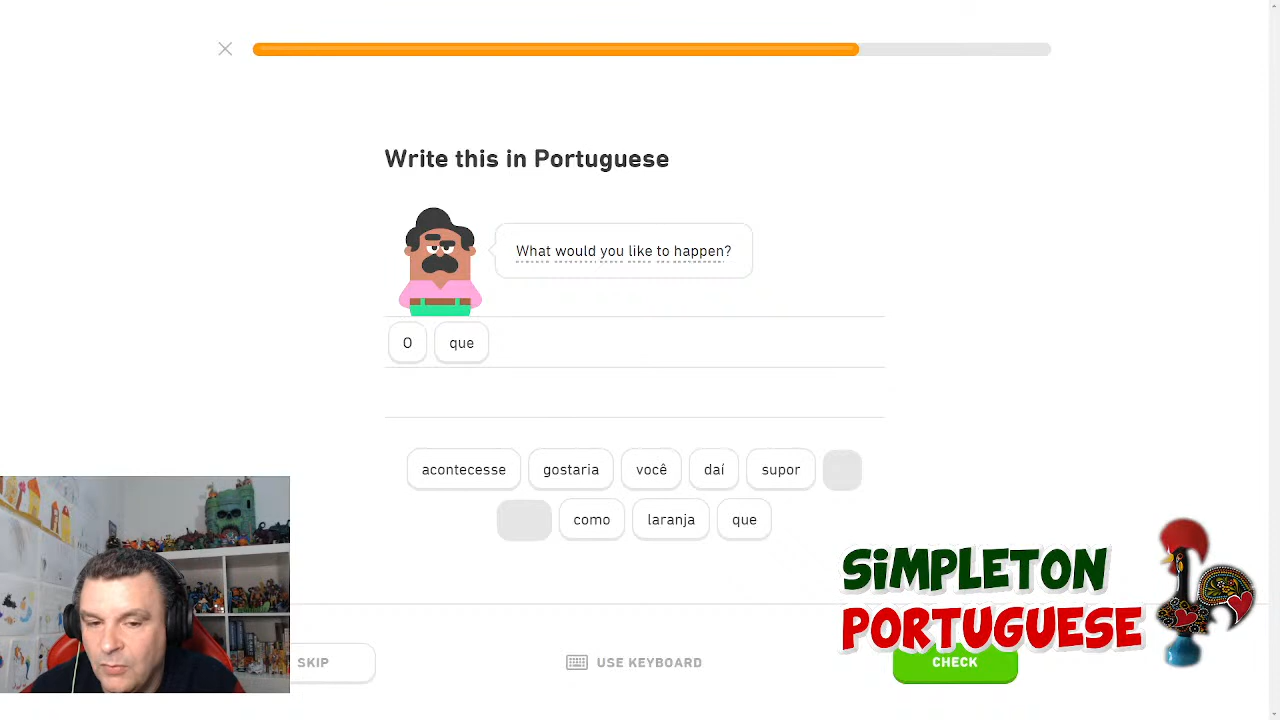 Write this in Portuguese
What would you like to happen?
O que
acontecesse gostaria você daí supor
como laranja que
SiMPLETON
PORTUGUESE
SKIP USE KEYBOARD CHECK